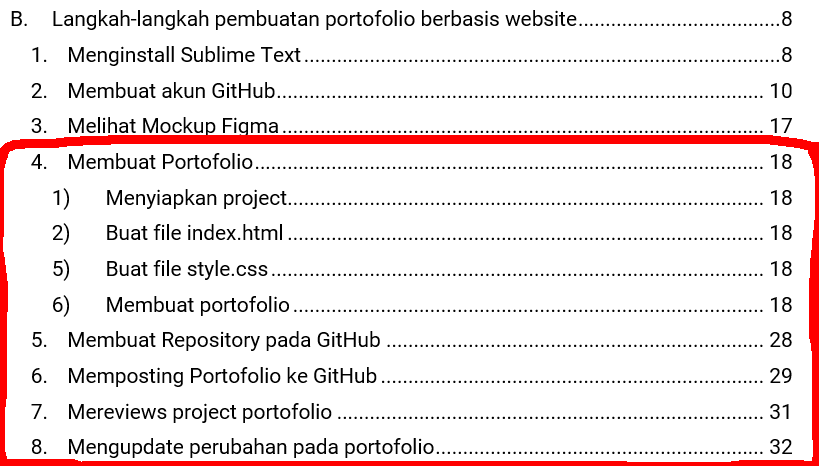 B. Langkah-langkah pembuatan portofolio berbasis website..................................8
1. Menginstall Sublime Text................................................................................8
2. Membuat akun GitHub.................................................................................. 10
3. Melihat Mockup Figma................................................................................. 17
4. Membuat Portofolio...................................................................................... 18
1) Menyiapkan project................................................................................ 18
2) Buat file index.html ................................................................................ 18
5) Buat file style.css................................................................................... 18
6) Membuat portofolio............................................................................... 18
5. Membuat Repository pada GitHub ............................................................... 28
6. Memposting Portofolio ke GitHub................................................................ 29
7. Mereviews project portofolio ....................................................................... 31
8. Mengupdate perubahan pada portofolio....................................................... 32